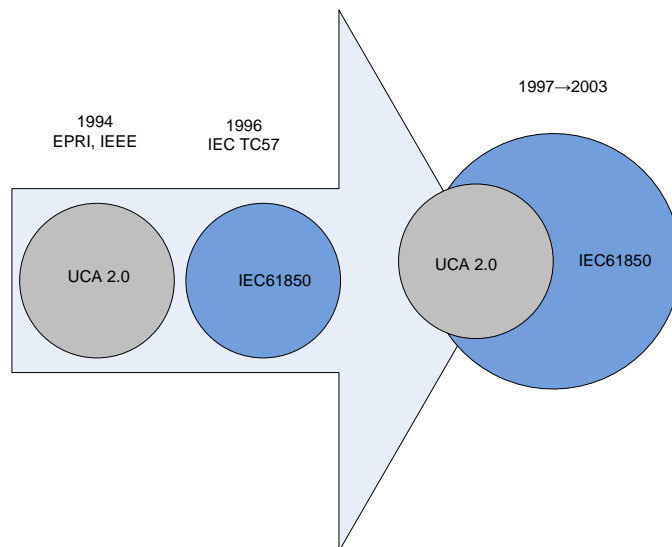 1994
EPRI, IEEE
1996
IEC TC57
1997→2003
UCA 2.0
IEC61850
UCA 2.0
IEC61850